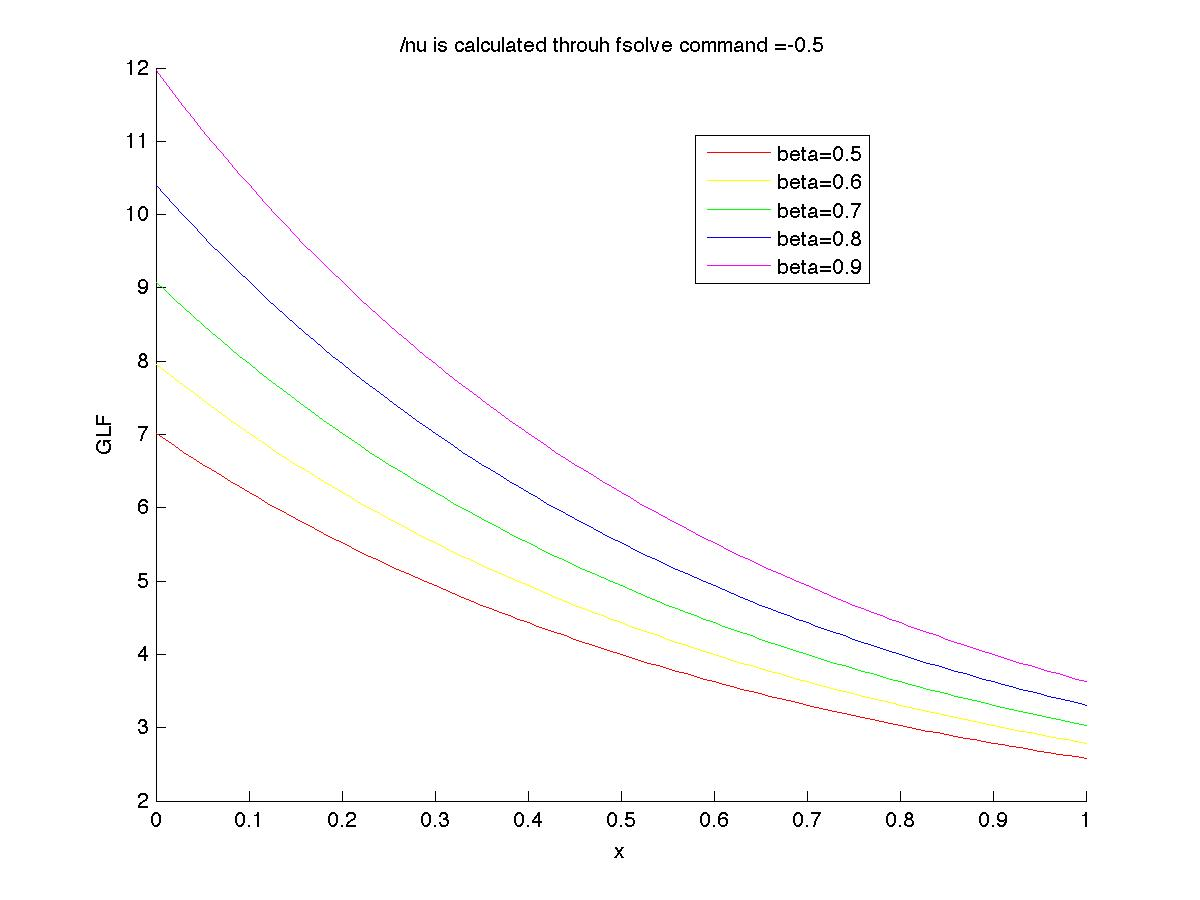 /nu is calculated throuh fsolve command =-0.5
12
11
10
9
8
7
6
5
4
3
2
GLF
beta=0.5
beta=0.6
beta=0.7
beta=0.8
beta=0.9
0 0.1 0.2 0.3 0.4 0.5 0.6 0.7 0.8 0.9 1
x